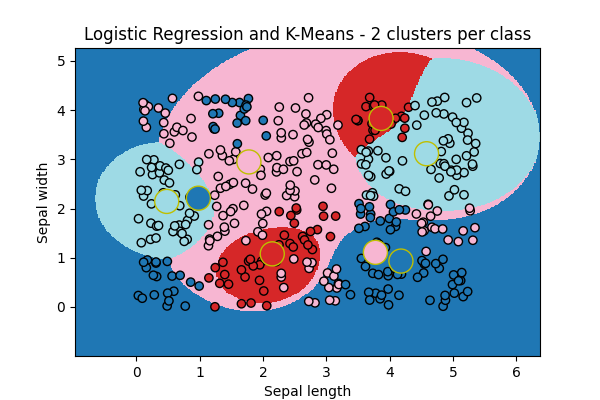 Logistic Regression and K-Means - 2 clusters per class
5
4
3
2
1
0
Sepal width
0 1 2 3 4 5 6
Sepal length